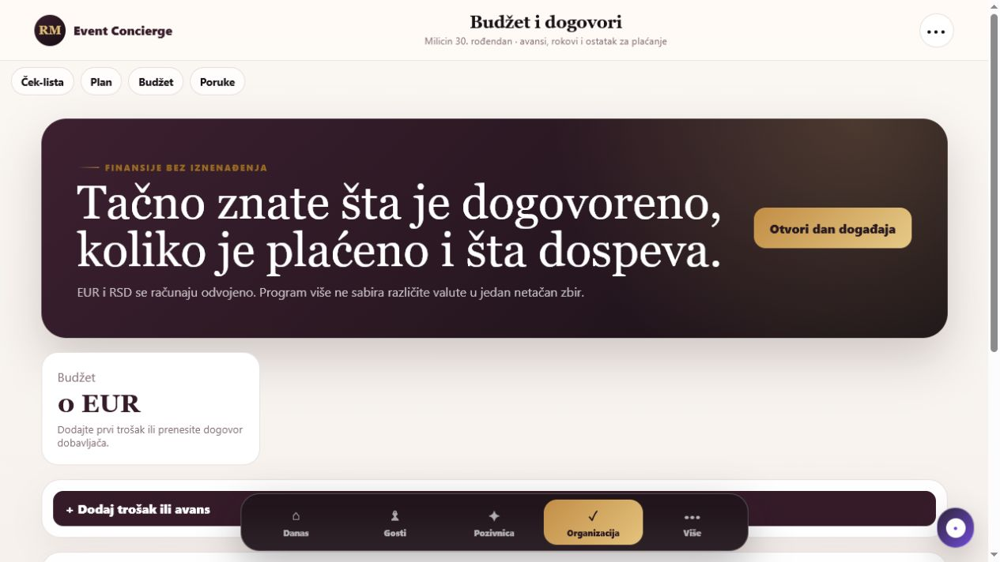 RM
Event Concierge
Budžet i dogovori
Milicin 30. rođendan · avansi, rokovi i ostatak za plaćanje
Ček-lista
Plan
Budžet
Poruke
FINANSIJE BEZ IZNENAĐENJA
Tačno znate šta je dogovoreno,
koliko je plaćeno i šta dospeva.
EUR i RSD se računaju odvojeno. Program više ne sabira različite valute u jedan netačan zbir.
Otvori dan događaja
Budžet
0 EUR
Dodajte prvi trošak ili prenesite dogovor
dobavljača.
+ Dodaj trošak ili avans
Danas
Gosti
Pozivnica
Organizacija
Više